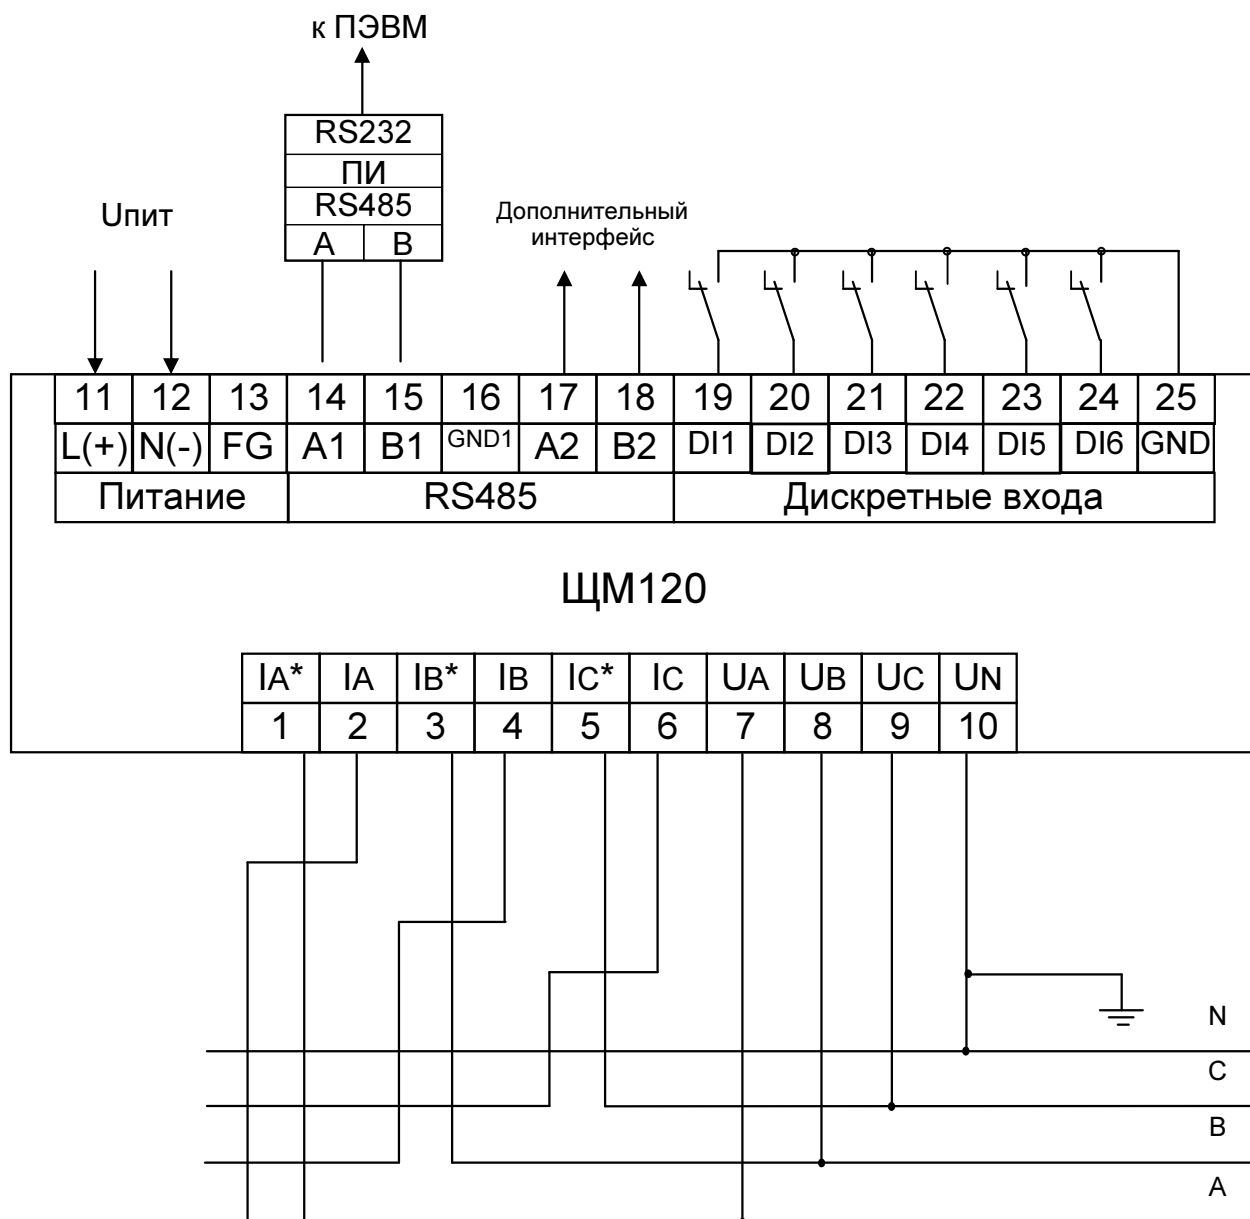 к ПЭВМ
RS232
ПИ
RS485
A B
Uпит
Дополнительный
интерфейс
11 12 13 14 15 16 17 18 19 20 21 22 23 24 25
L(+) N(-) FG A1 B1 GND1 A2 B2 DI1 DI2 DI3 DI4 DI5 DI6 GND
Питание RS485 Дискретные входа
ЩМ120
IA* IA IB* IB IC* IC UA UB UC UN
1 2 3 4 5 6 7 8 9 10
N
C
B
A